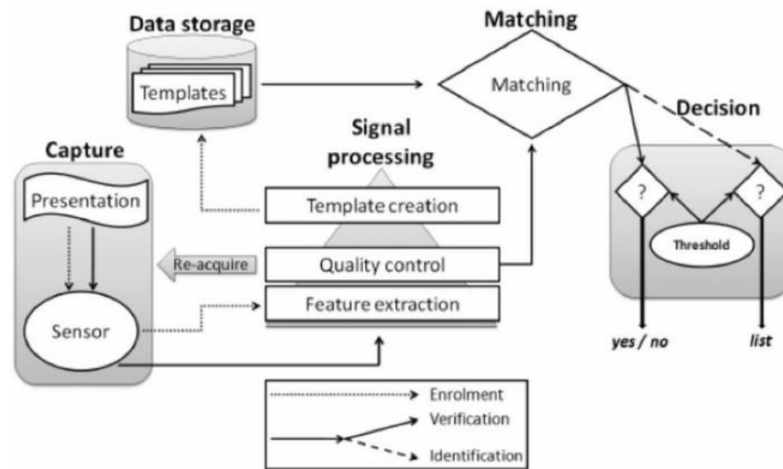 Data storage
Templates
Matching
Matching
Decision
?
?
Threshold
yes / no
list
Capture
Presentation
Sensor
Signal
processing
Template creation
Re-acquire
Quality control
Feature extraction
Enrolment
Verification
Identification